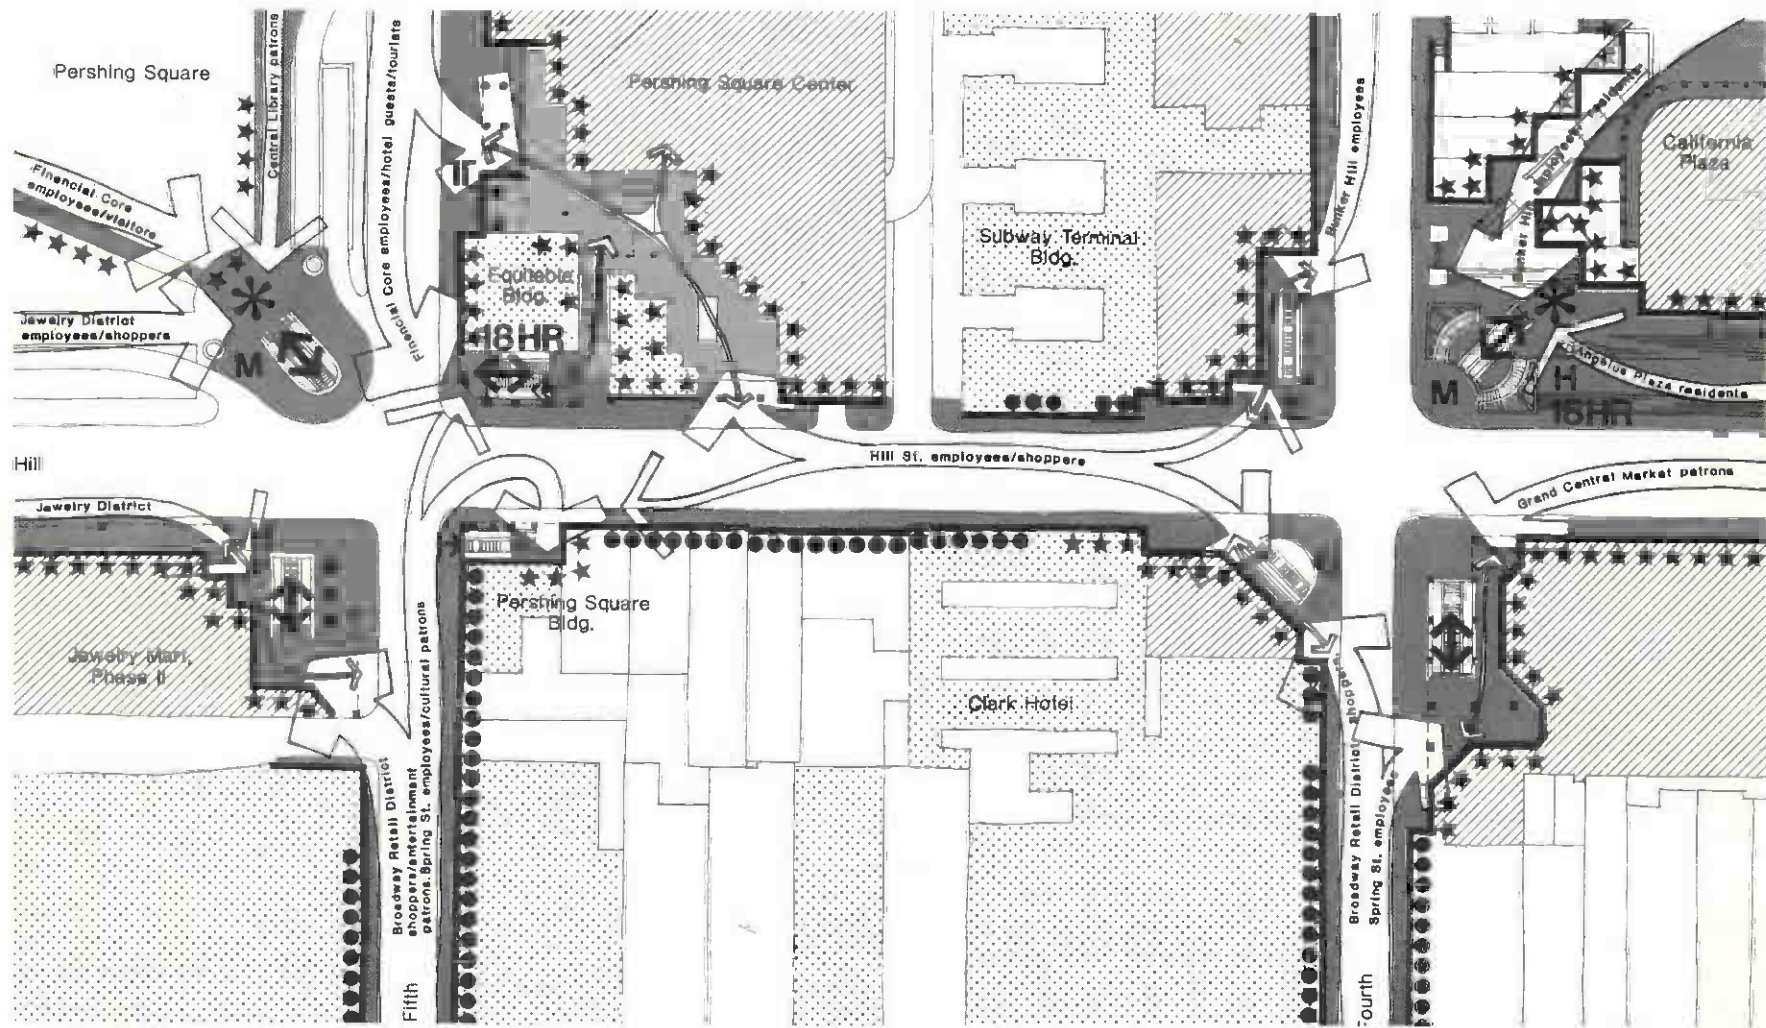 Pershing Square
Central Library patrons
Financial Core employees/hotel guests/tourists
Pershing Square Center
Bunker Hill employees
California
Plaza
Financial Core
employees/visitors
Subway Terminal
Bldg.
Equitable
Bldg.
18HR
Jewelry District
employees/shoppers
M
M
H
18HR
Angelus Plaza residents
Hill
Hill St. employees/shoppers
Grand Central Market patrons
Jewelry District
Pershing Square
Bldg.
Jewelry Mart,
Phase II
Clark Hotel
Broadway Retail District
shoppers/entertainment
patrons.Spring St. employees/cultural patrons
Broadway Retail District shoppers
Spring St. employees
Fifth
Fourth